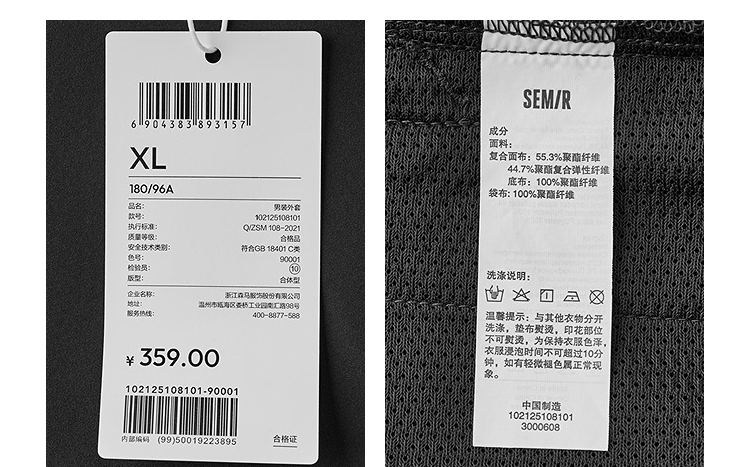 6 904383 893157
XL
180/96A
品名： 男装外套
款号： 102125108101
执行标准： Q/ZSM 108-2021
质量等级： 合格品
安全技术类别： 符合GB 18401 C类
色号： 90001
检验员： 10
版型： 合体型
企业名称： 浙江森马服饰股份有限公司
地址： 温州市瓯海区娄桥工业园南汇路98号
服务热线： 400-8877-588
¥ 359.00
102125108101-90001
内部编码 (99)50019223895
合格证
SEM/R
成分
面料：
复合面布：55.3%聚酯纤维
44.7%聚酯复合弹性纤维
底布：100%聚酯纤维
袋布：100%聚酯纤维
洗涤说明：
温馨提示：与其他衣物分开
洗涤，垫布熨烫，印花部位
不可熨烫，为保持衣服色泽，
衣服浸泡时间不可超过10分
钟，如有轻微褪色属正常现
象。
中国制造
102125108101
3000608